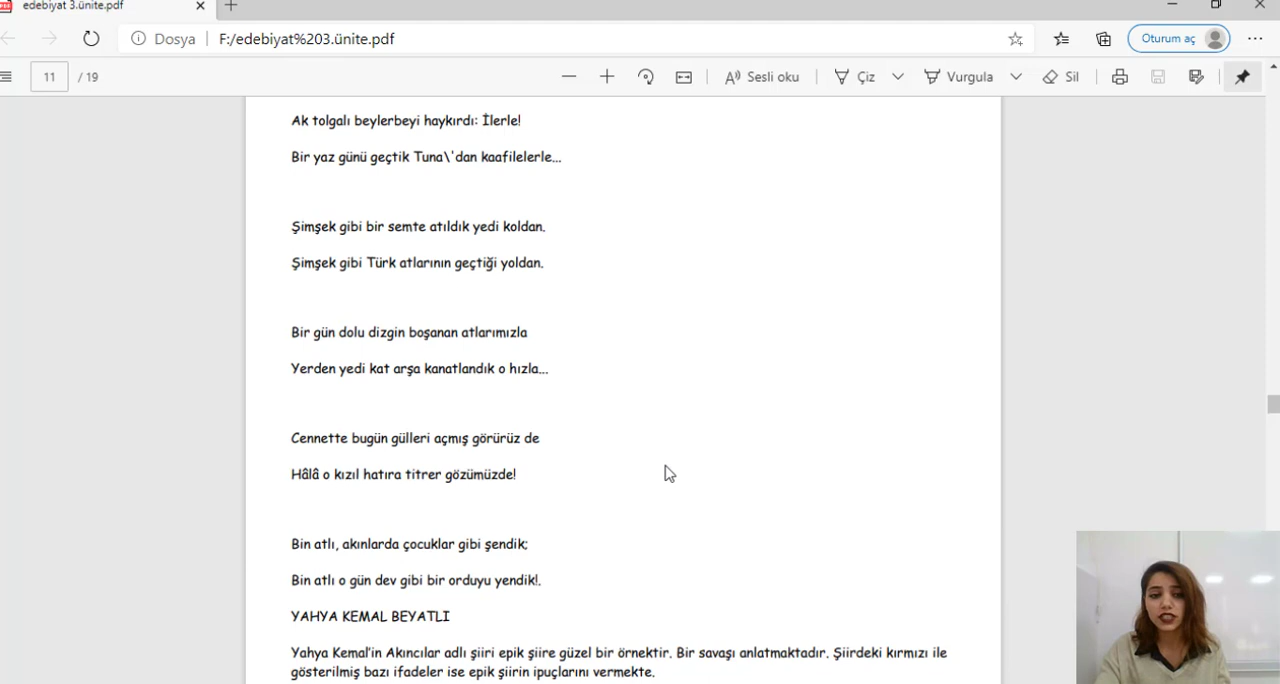 edebiyat 3.ünite.pdf
Dosya
F:/edebiyat%203.ünite.pdf
Oturum aç
11 / 19
Sesli oku
Çiz
Vurgula
Sil
Ak tolgalı beylerbeyi haykırdı: İlerle!
Bir yaz günü geçtik Tuna\'dan kaafilelerle...
Şimşek gibi bir semte atıldık yedi koldan.
Şimşek gibi Türk atlarının geçtiği yoldan.
Bir gün dolu dizgin boşanan atlarımızla
Yerden yedi kat arşa kanatlandık o hızla...
Cennette bugün gülleri açmış görürüz de
Hâlâ o kızıl hatıra titrer gözümüzde!
Bin atlı, akınlarda çocuklar gibi şendik;
Bin atlı o gün dev gibi bir orduyu yendik!.
YAHYA KEMAL BEYATLI
Yahya Kemal'in Akıncılar adlı şiiri epik şiire güzel bir örnektir. Bir savaşı anlatmaktadır. Şiirdeki kırmızı ile
gösterilmiş bazı ifadeler ise epik şiirin ipuçlarını vermekte.